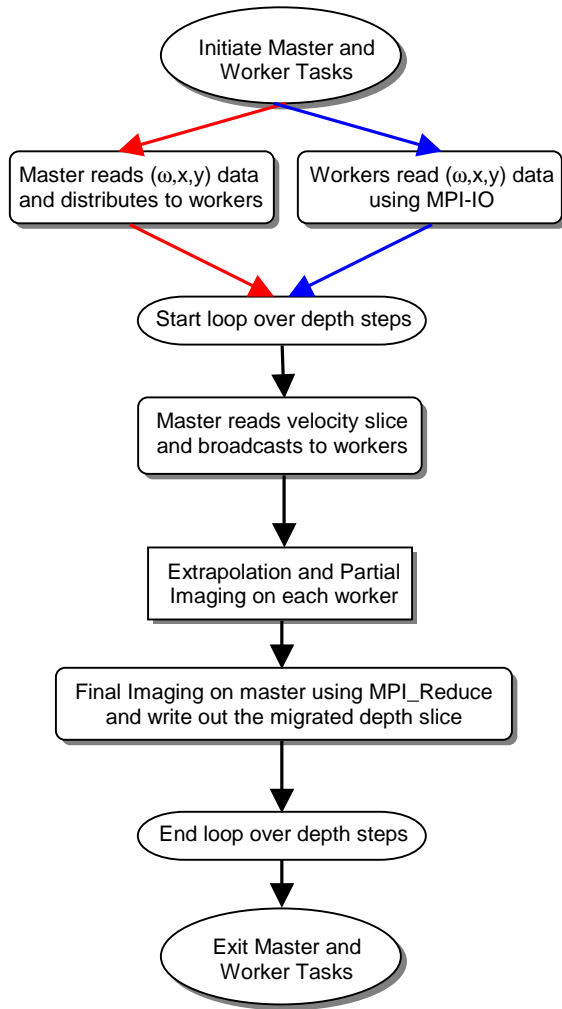 Initiate Master and
Worker Tasks
Master reads (ω,x,y) data
and distributes to workers
Workers read (ω,x,y) data
using MPI-IO
Start loop over depth steps
Master reads velocity slice
and broadcasts to workers
Extrapolation and Partial
Imaging on each worker
Final Imaging on master using MPI_Reduce
and write out the migrated depth slice
End loop over depth steps
Exit Master and
Worker Tasks